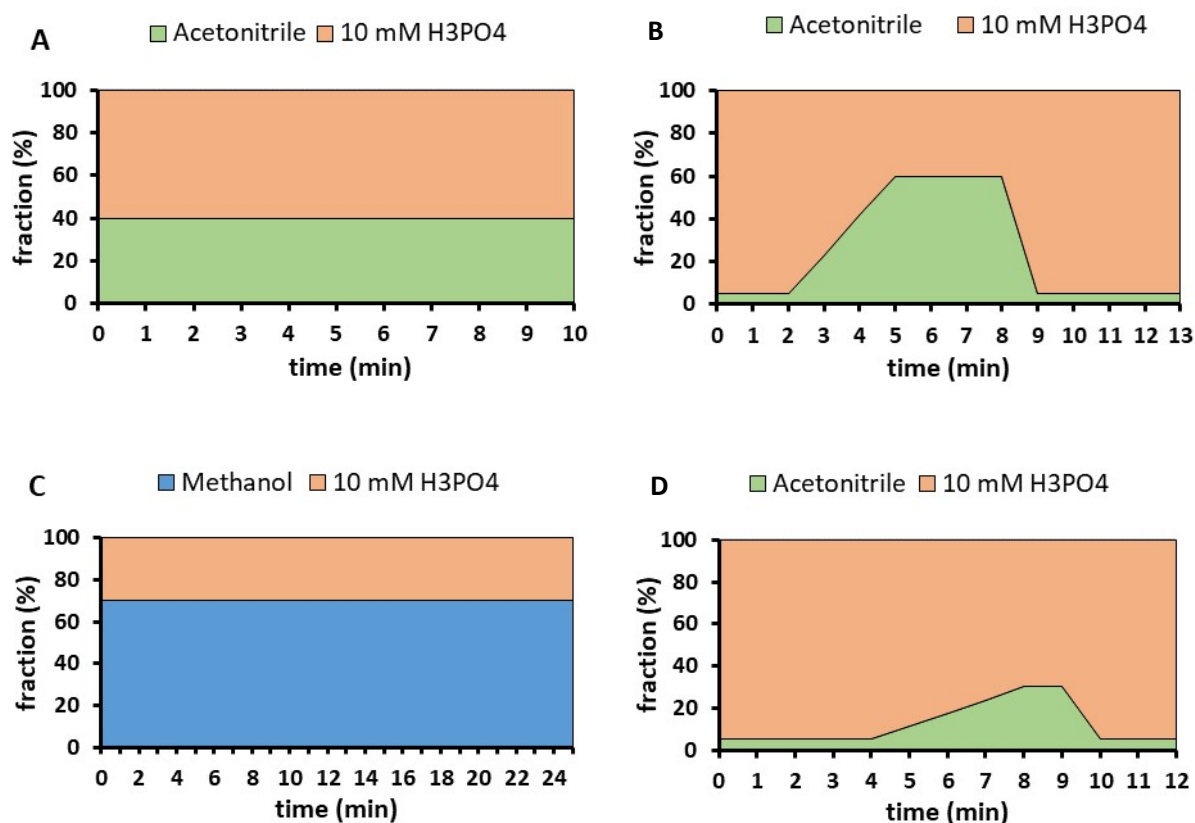 A
Acetonitrile 10 mM H3PO4
fraction (%)
100
80
60
40
20
0
0 1 2 3 4 5 6 7 8 9 10
time (min)
B
Acetonitrile 10 mM H3PO4
fraction (%)
100
80
60
40
20
0
0 1 2 3 4 5 6 7 8 9 10 11 12 13
time (min)
C
Methanol 10 mM H3PO4
fraction (%)
100
80
60
40
20
0
0 2 4 6 8 10 12 14 16 18 20 22 24
time (min)
D
Acetonitrile 10 mM H3PO4
fraction (%)
100
80
60
40
20
0
0 1 2 3 4 5 6 7 8 9 10 11 12
time (min)